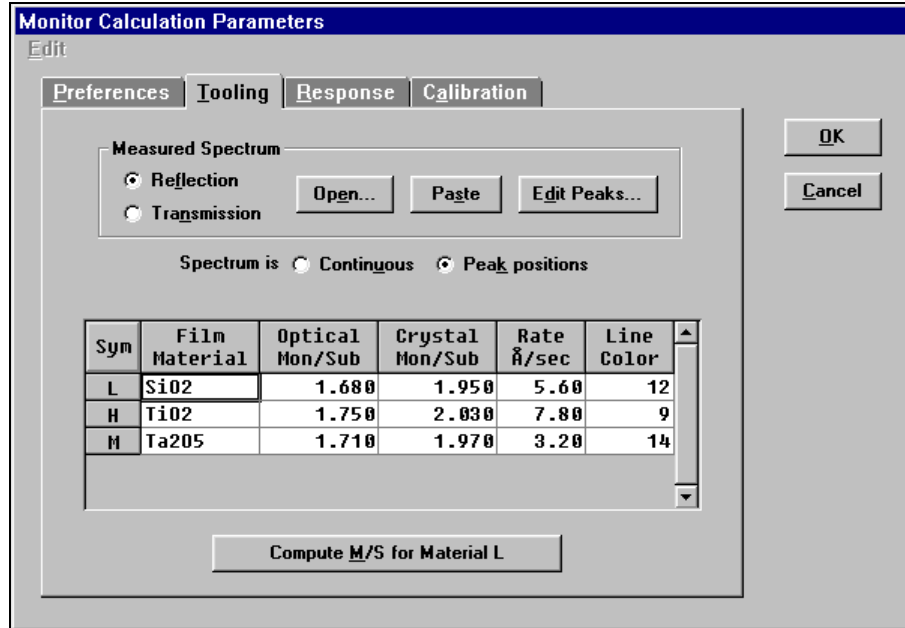 Monitor Calculation Parameters
Edit
Preferences Tooling Response Calibration
Measured Spectrum
Reflection
Transmission
Open... Paste Edit Peaks...
OK
Cancel
Spectrum is Continuous Peak positions
Sym Film Material Optical Mon/Sub Crystal Mon/Sub Rate Å/sec Line Color
L SiO2 1.680 1.950 5.60 12
H TiO2 1.750 2.030 7.80 9
M Ta2O5 1.710 1.970 3.20 14
Compute M/S for Material L